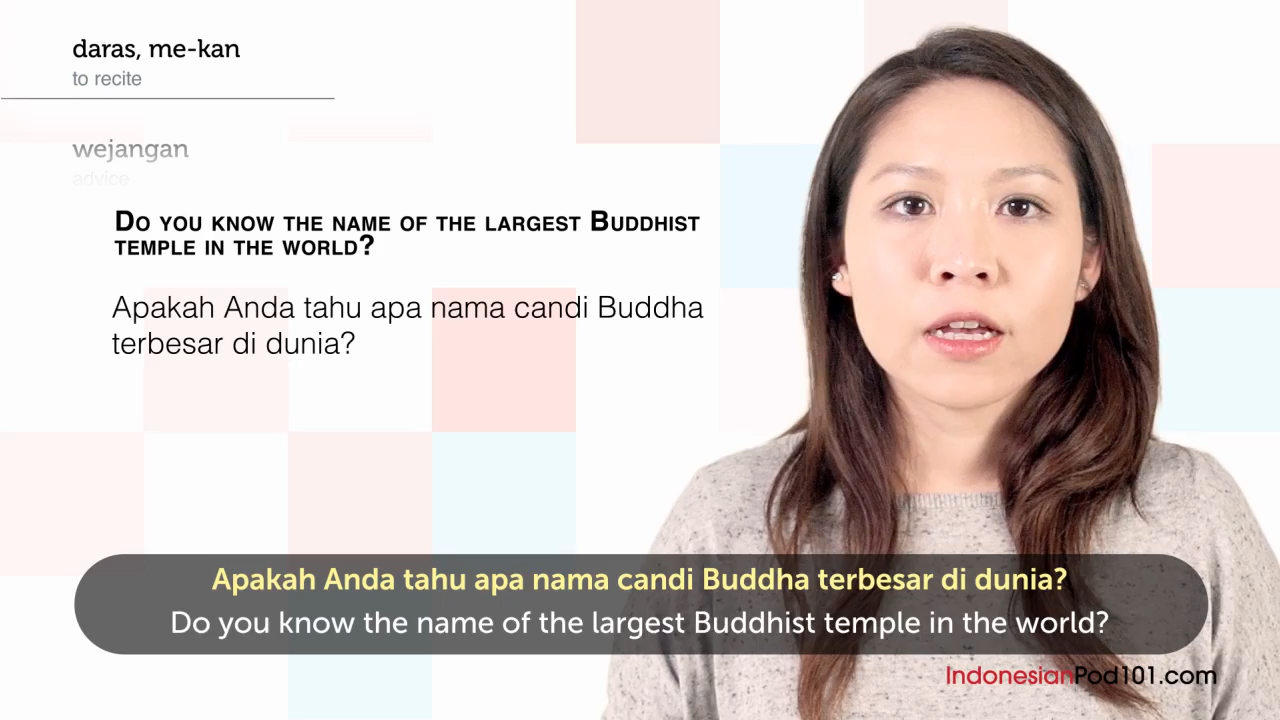 daras, me-kan
to recite
wejangan
advice
Do you know the name of the largest Buddhist
temple in the world?
Apakah Anda tahu apa nama candi Buddha
terbesar di dunia?
Apakah Anda tahu apa nama candi Buddha terbesar di dunia?
Do you know the name of the largest Buddhist temple in the world?
IndonesianPod101.com